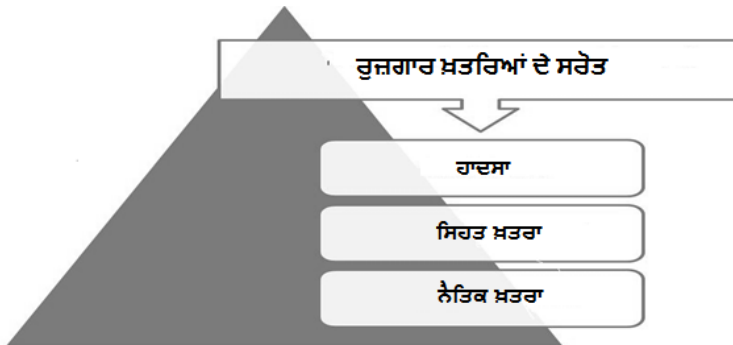 ਰੁਜ਼ਗਾਰ ਖ਼ਤਰਿਆਂ ਦੇ ਸਰੋਤ
ਹਾਦਸਾ
ਸਿਹਤ ਖ਼ਤਰਾ
ਨੈਤਿਕ ਖ਼ਤਰਾ